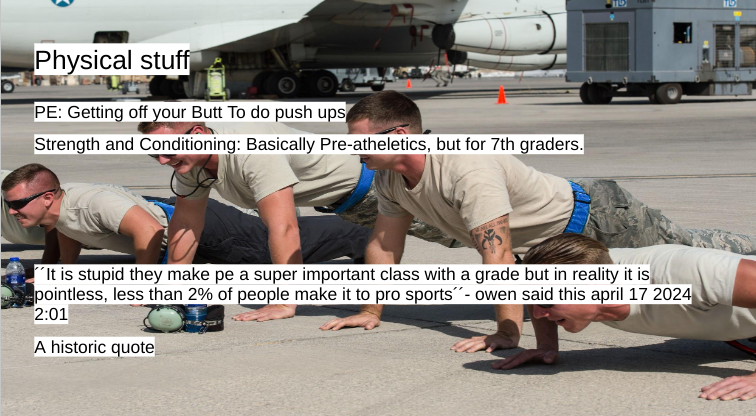 Physical stuff
PE: Getting off your Butt To do push ups
Strength and Conditioning: Basically Pre-atheletics, but for 7th graders.
´´It is stupid they make pe a super important class with a grade but in reality it is
pointless, less than 2% of people make it to pro sports´´- owen said this april 17 2024
2:01
A historic quote